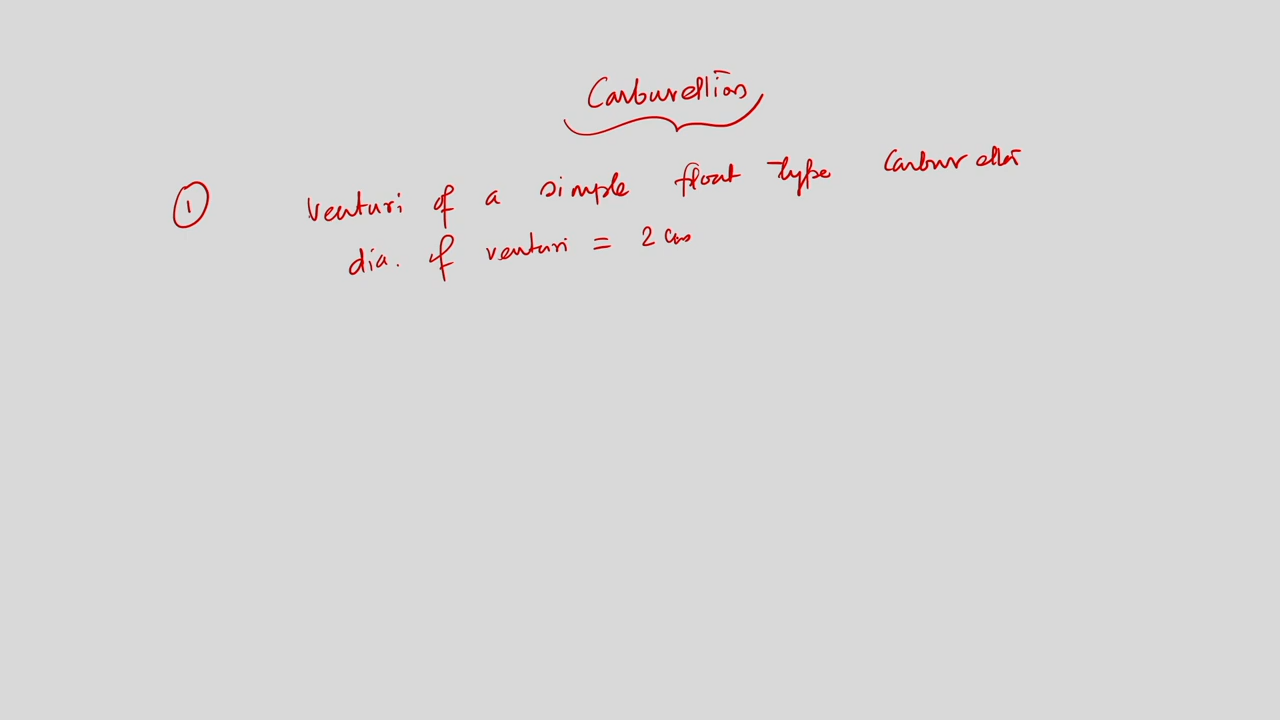 Carburettion
① Venturi of a simple float type Carburettor
dia. of venturi = 2 cm